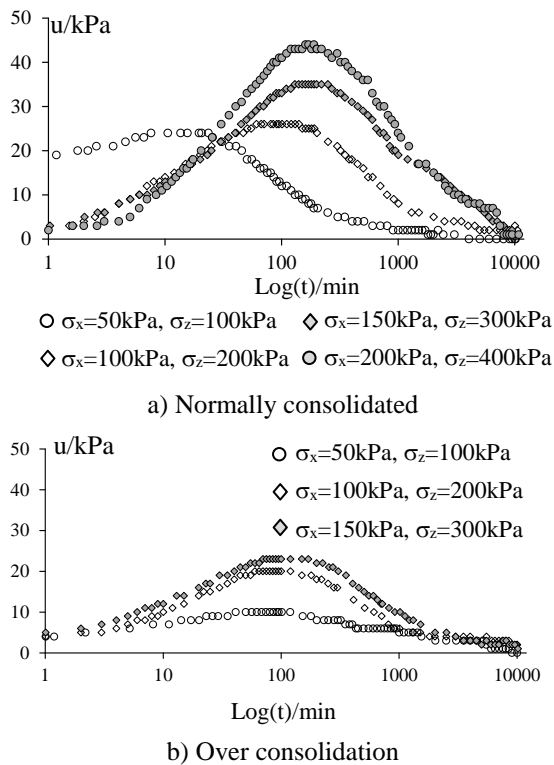 u/kPa
50
40
30
20
10
0
1 10 100 1000 10000
Log(t)/min
σx=50kPa, σz=100kPa σx=150kPa, σz=300kPa
σx=100kPa, σz=200kPa σx=200kPa, σz=400kPa
a) Normally consolidated
u/kPa
50
40
30
20
10
0
σx=50kPa, σz=100kPa
σx=100kPa, σz=200kPa
σx=150kPa, σz=300kPa
1 10 100 1000 10000
Log(t)/min
b) Over consolidation